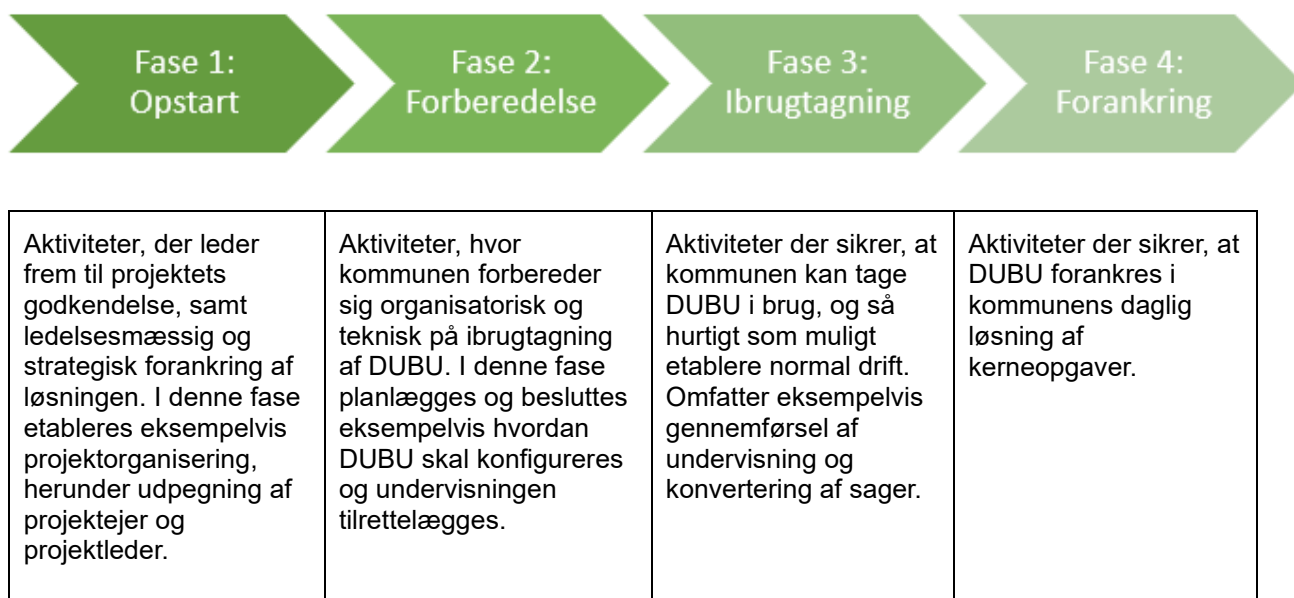 Fase 1:
Opstart
Fase 2:
Forberedelse
Fase 3:
Ibrugtagning
Fase 4:
Forankring
Aktiviteter, der leder
frem til projektets
godkendelse, samt
ledelsesmæssig og
strategisk forankring af
løsningen. I denne fase
etableres eksempelvis
projektorganisering,
herunder udpegning af
projektejer og
projektleder.
Aktiviteter, hvor
kommunen forbereder
sig organisatorisk og
teknisk på ibrugtagning
af DUBU. I denne fase
planlægges og besluttes
eksempelvis hvordan
DUBU skal konfigureres
og undervisningen
tilrettelægges.
Aktiviteter der sikrer, at
kommunen kan tage
DUBU i brug, og så
hurtigt som muligt
etablere normal drift.
Omfatter eksempelvis
gennemførsel af
undervisning og
konvertering af sager.
Aktiviteter der sikrer, at
DUBU forankres i
kommunens daglig
løsning af
kerneopgaver.